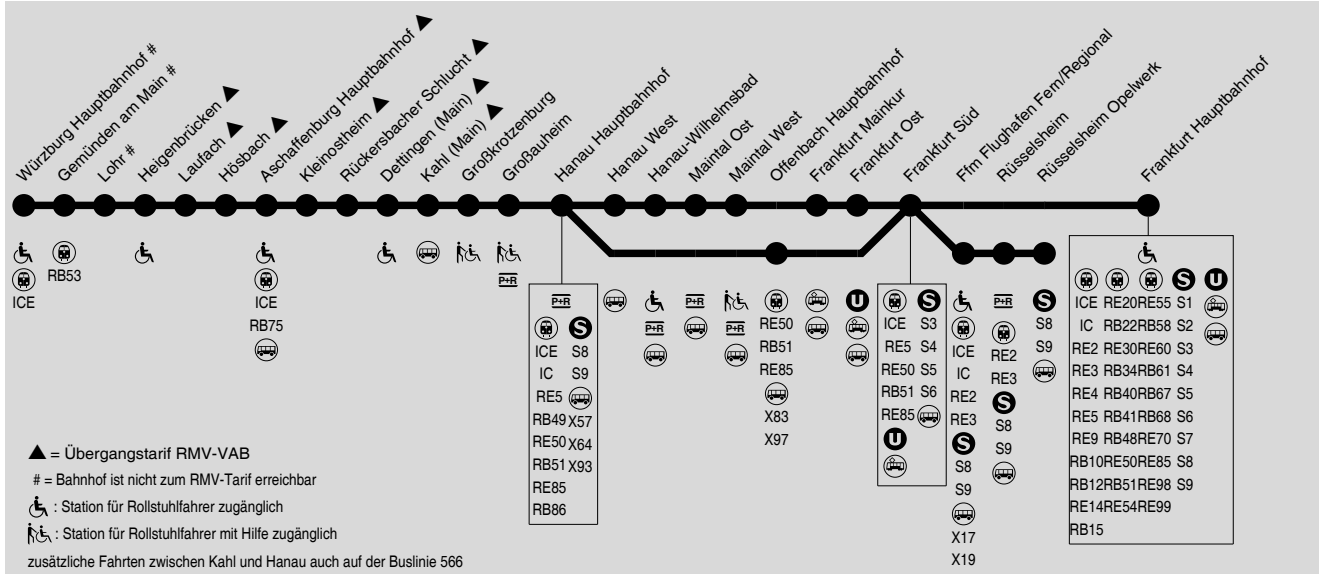 Würzburg Hauptbahnhof #
Gemünden am Main #
Lohr #
Heigenbrücken ▲
Laufach ▲
Hösbach ▲
Aschaffenburg Hauptbahnhof ▲
Kleinostheim ▲
Rückersbacher Schlucht ▲
Dettingen (Main) ▲
Kahl (Main) ▲
Großkrotzenburg
Großauheim
Hanau Hauptbahnhof
Hanau West
Hanau-Wilhelmsbad
Maintal Ost
Maintal West
Offenbach Hauptbahnhof
Frankfurt Mainkur
Frankfurt Ost
Frankfurt Süd
Ffm Flughafen Fern/Regional
Rüsselsheim
Rüsselsheim Opelwerk
Frankfurt Hauptbahnhof
ICE
RB53
ICE
RB75
P+R
P+R
S
ICE S8
IC S9
RE5
RB49 X57
RE50 X64
RB51 X93
RE85
RB86
P+R
P+R
P+R
RE50
RB51
RE85
X83
X97
U
S
ICE S3
RE5 S4
RE50 S5
RB51 S6
RE85
U
ICE
IC
RE2
RE3
S
S8
S9
X17
X19
P+R
RE2
RE3
S
S8
S9
S
S8
S9
S U
ICE RE20 RE55 S1
IC RB22 RB58 S2
RE2 RE30 RE60 S3
RE3 RB34 RB61 S4
RE4 RB40 RB67 S5
RE5 RB41 RB68 S6
RE9 RB48 RE70 S7
RB10 RE50 RE85 S8
RB12 RB51 RE98 S9
RE14 RE54 RE99
RB15
▲ = Übergangstarif RMV-VAB
# = Bahnhof ist nicht zum RMV-Tarif erreichbar
: Station für Rollstuhlfahrer zugänglich
: Station für Rollstuhlfahrer mit Hilfe zugänglich
zusätzliche Fahrten zwischen Kahl und Hanau auch auf der Buslinie 566